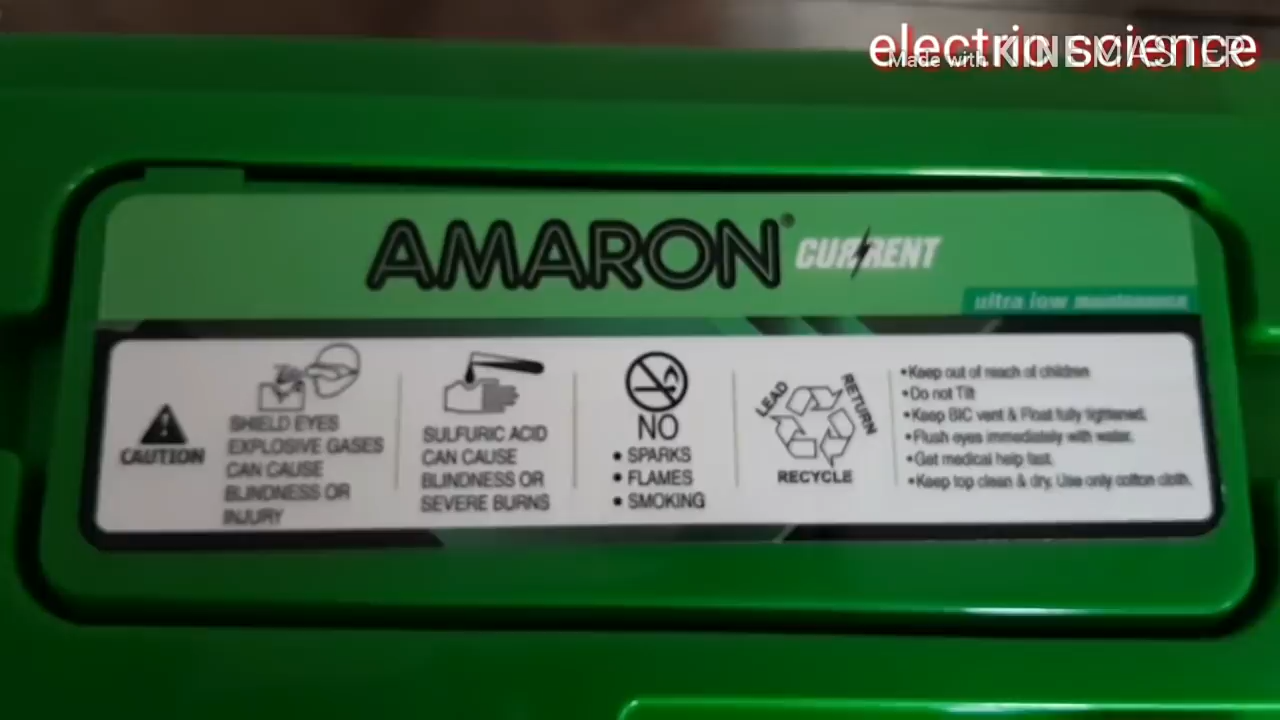 electric science
Made with KINEMASTER
AMARON® CURRENT
ultra low maintenance
CAUTION
SHIELD EYES
EXPLOSIVE GASES
CAN CAUSE
BLINDNESS OR
INJURY
SULFURIC ACID
CAN CAUSE
BLINDNESS OR
SEVERE BURNS
NO
• SPARKS
• FLAMES
• SMOKING
LEAD
RETURN
RECYCLE
•Keep out of reach of children
•Do not Tilt
•Keep BIC vent & Float fully tightened.
•Flush eyes immediately with water.
•Get medical help fast.
•Keep top clean & dry, Use only cotton cloth.